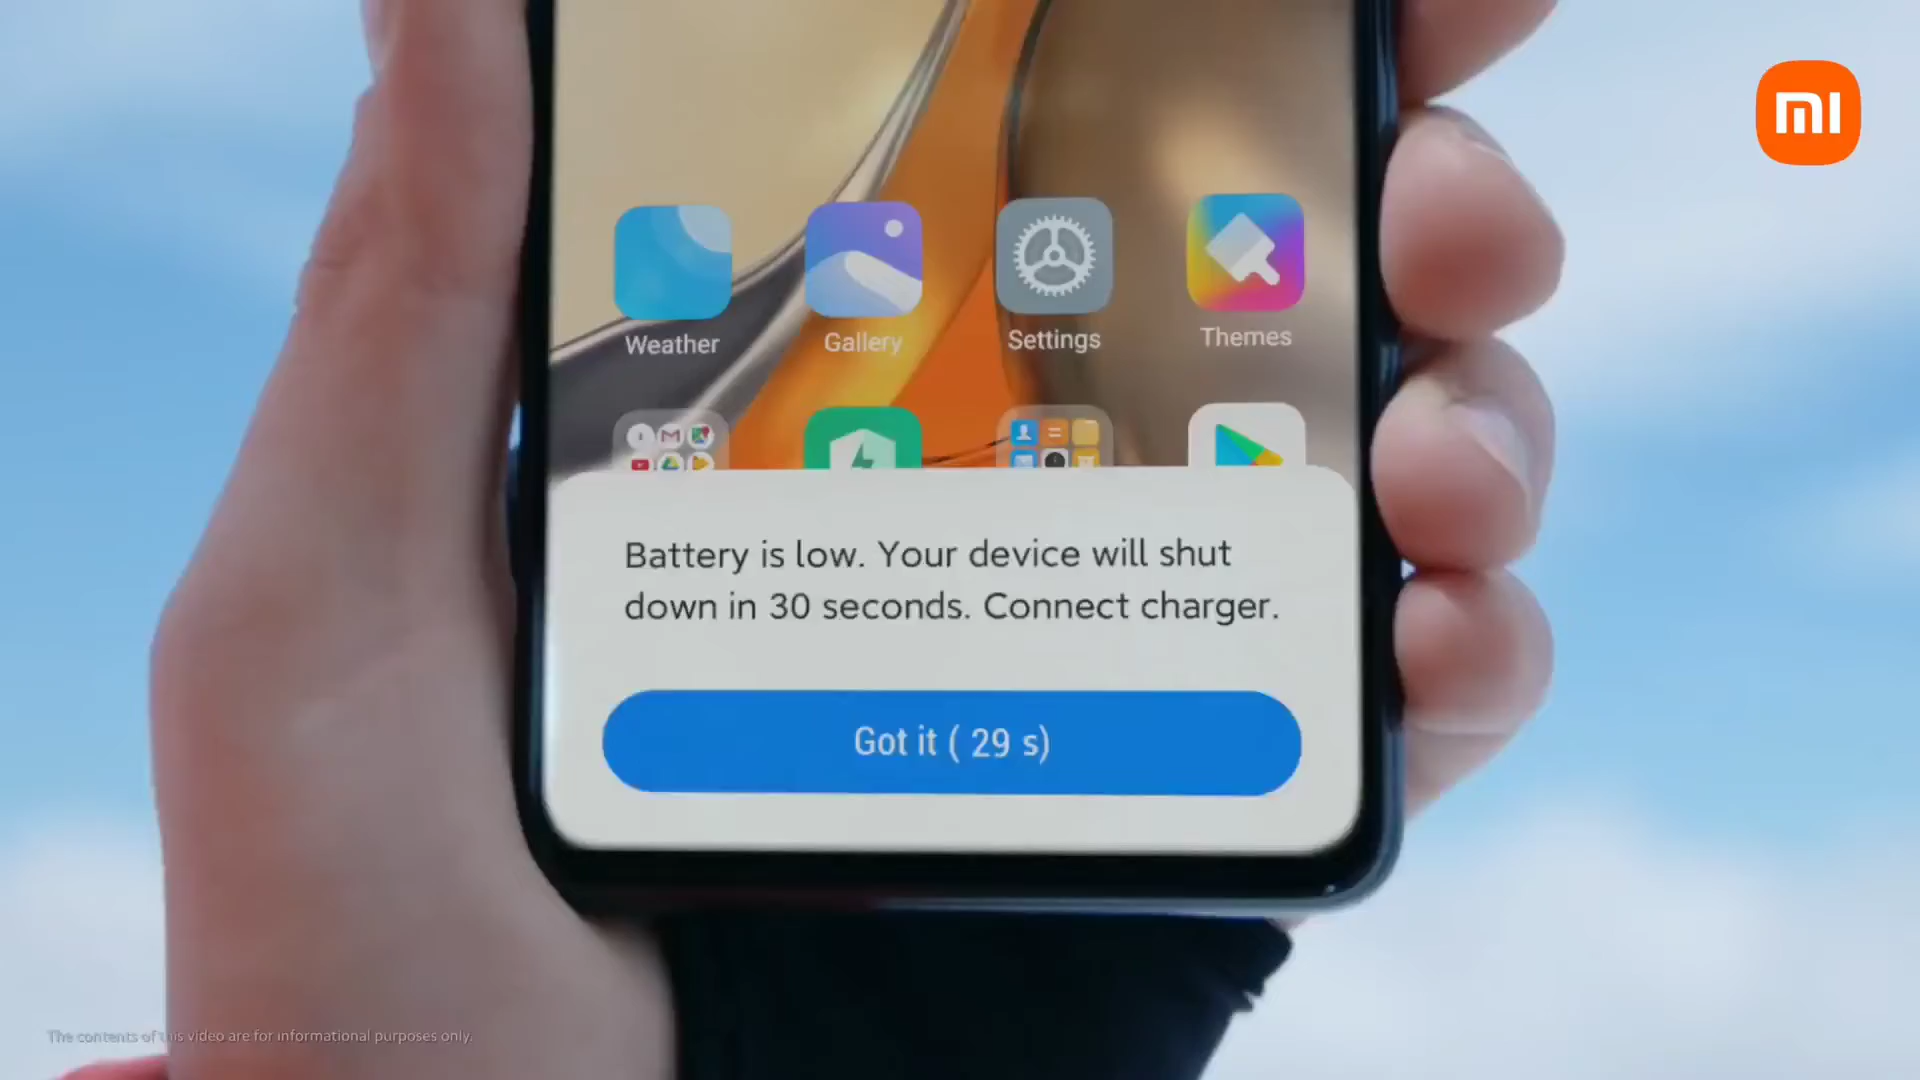 mi
Weather
Gallery
Settings
Themes
Battery is low. Your device will shut
down in 30 seconds. Connect charger.
Got it ( 29 s)
The contents of this video are for informational purposes only.